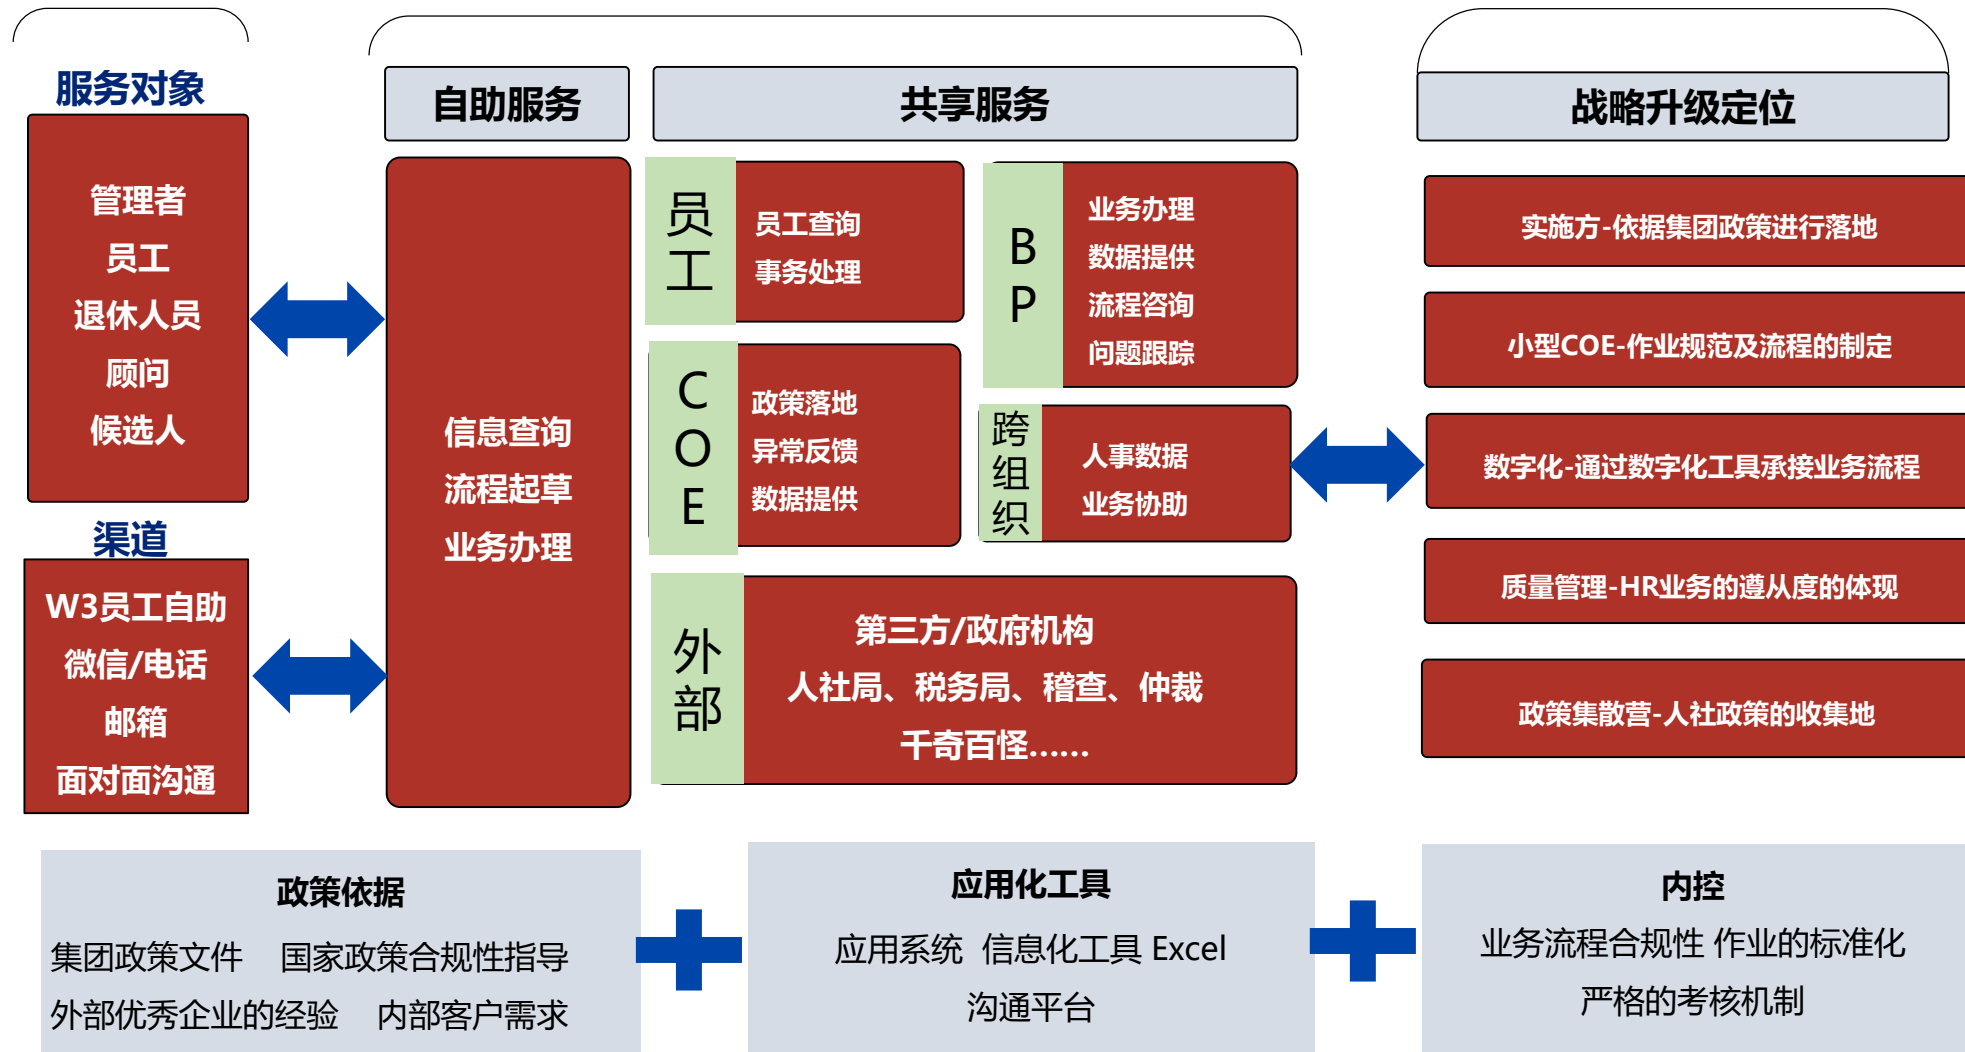 服务对象
管理者
员工
退休人员
顾问
候选人
渠道
W3员工自助
微信/电话
邮箱
面对面沟通
自助服务
信息查询
流程起草
业务办理
共享服务
员工
员工查询
事务处理
BP
业务办理
数据提供
流程咨询
问题跟踪
COE
政策落地
异常反馈
数据提供
跨组织
人事数据
业务协助
外部
第三方/政府机构
人社局、税务局、稽查、仲裁
千奇百怪……
战略升级定位
实施方-依据集团政策进行落地
小型COE-作业规范及流程的制定
数字化-通过数字化工具承接业务流程
质量管理-HR业务的遵从度的体现
政策集散营-人社政策的收集地
政策依据
集团政策文件 国家政策合规性指导
外部优秀企业的经验 内部客户需求
应用化工具
应用系统 信息化工具 Excel
沟通平台
内控
业务流程合规性 作业的标准化
严格的考核机制